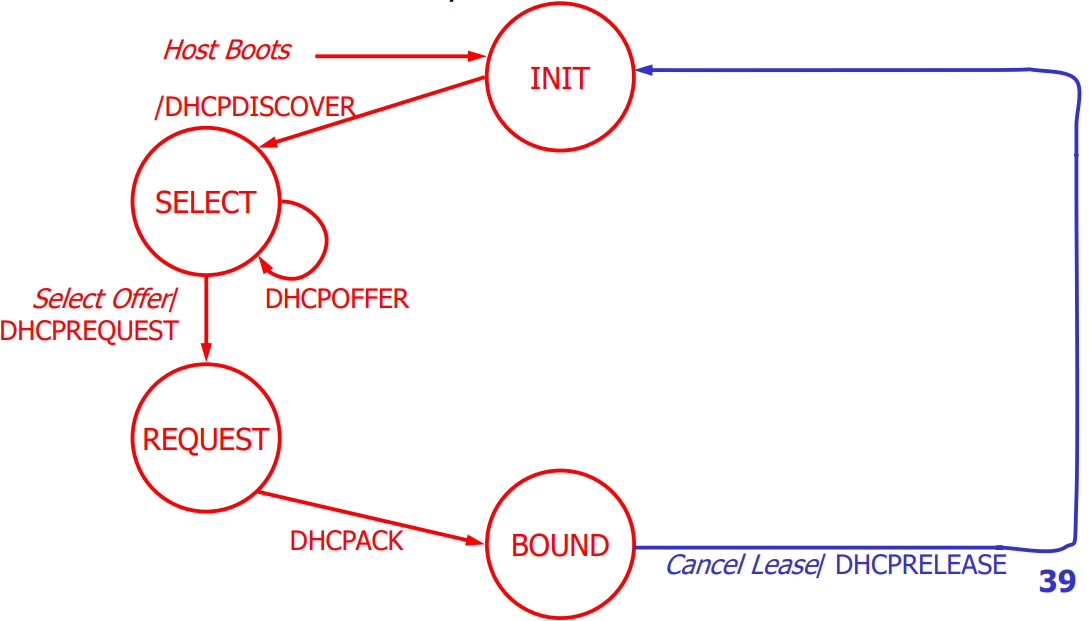 Host Boots
INIT
/DHCPDISCOVER
SELECT
DHCPOFFER
Select Offer/
DHCPREQUEST
REQUEST
DHCPACK
BOUND
Cancel Lease/ DHCPRELEASE
39